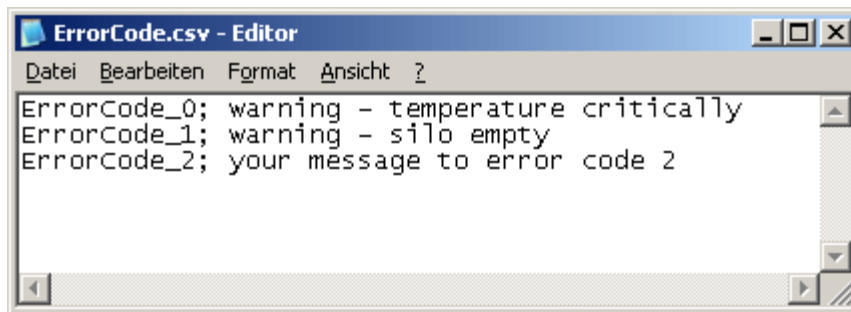 ErrorCode.csv - Editor
Datei Bearbeiten Format Ansicht ?
ErrorCode_0; warning – temperature critically
ErrorCode_1; warning – silo empty
ErrorCode_2; your message to error code 2